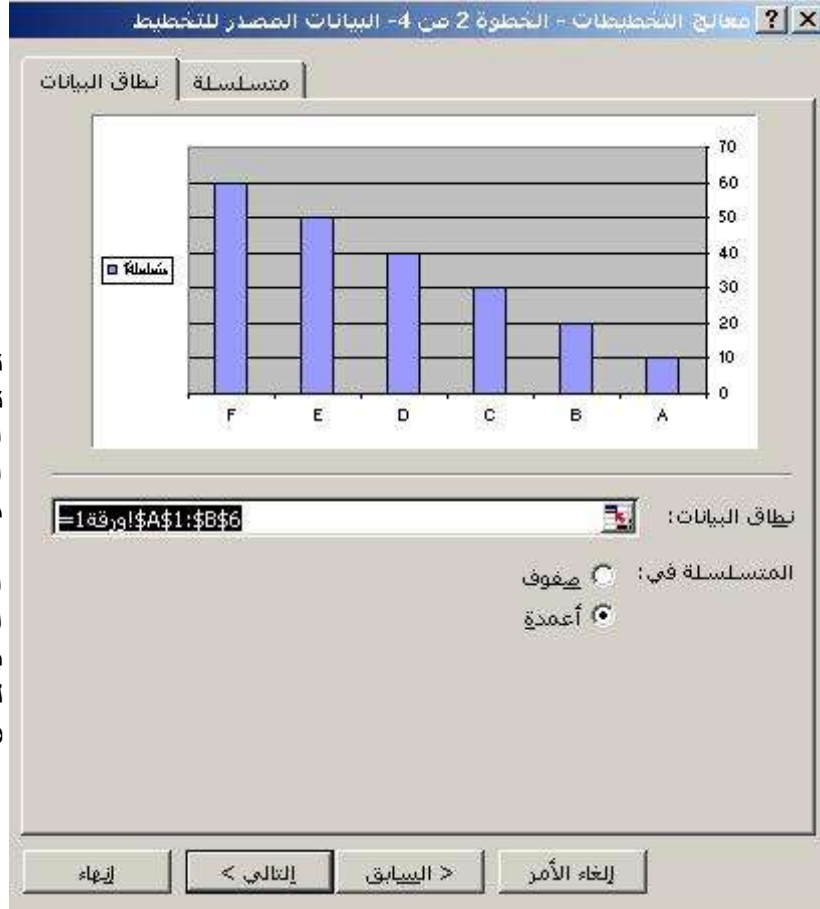 معالج التخطيطات - الخطوة 2 من 4- البيانات المصدر للتخطيط
نطاق البيانات
متسلسلة
70
60
50
40
30
20
10
0
A
B
C
D
E
F
نطاق البيانات:
=ورقة1!$A$1:$B$6
المتسلسلة في:
صفوف
أعمدة
إلغاء الأمر
< السابق
التالي >
إنهاء